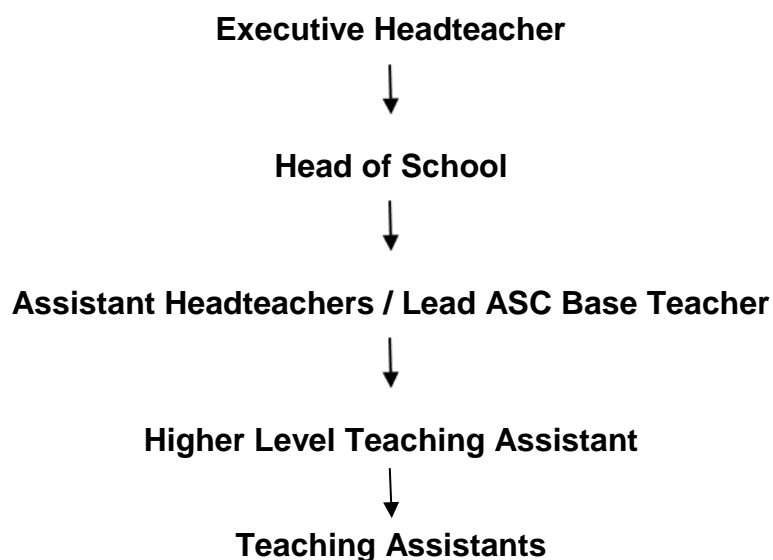 Executive Headteacher
Head of School
Assistant Headteachers / Lead ASC Base Teacher
Higher Level Teaching Assistant
Teaching Assistants